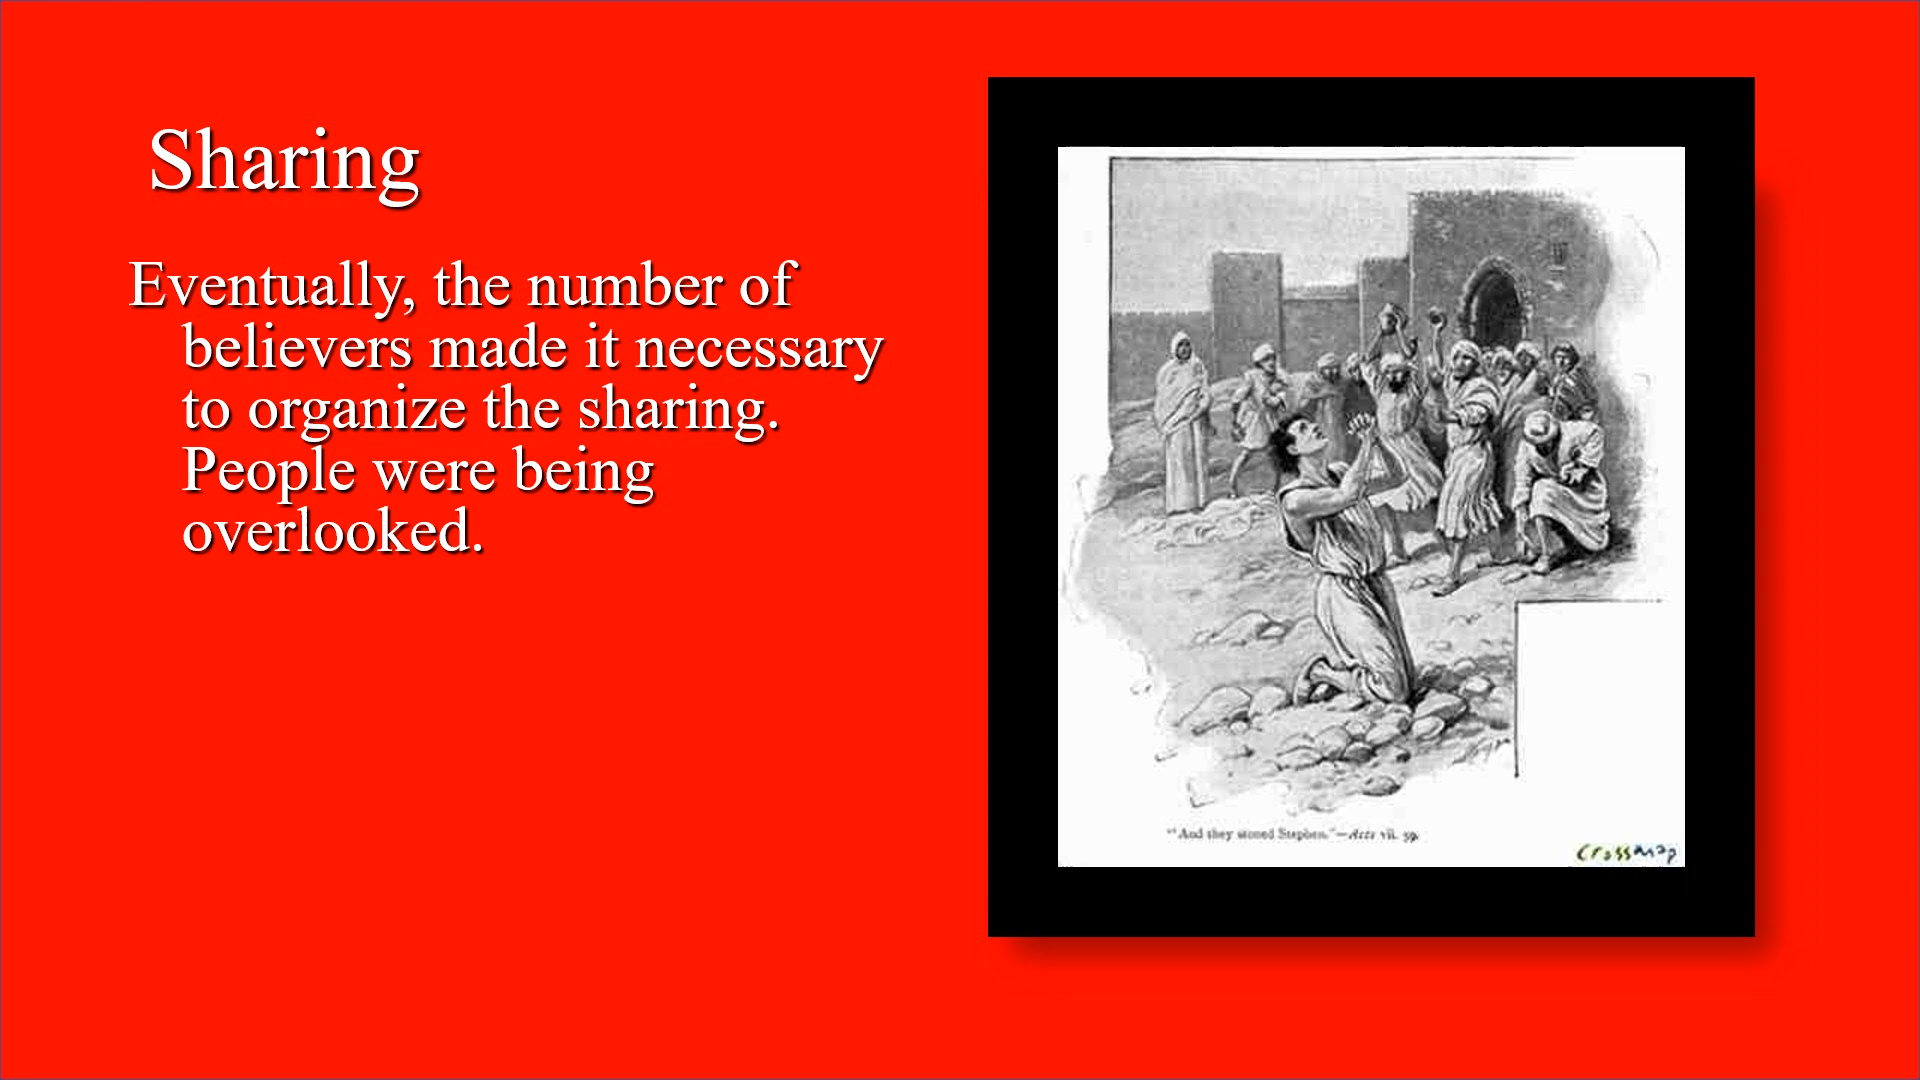 Sharing
Eventually, the number of
believers made it necessary
to organize the sharing.
People were being
overlooked.
"And they stoned Stephen."—Acts vii. 59.
crossmap